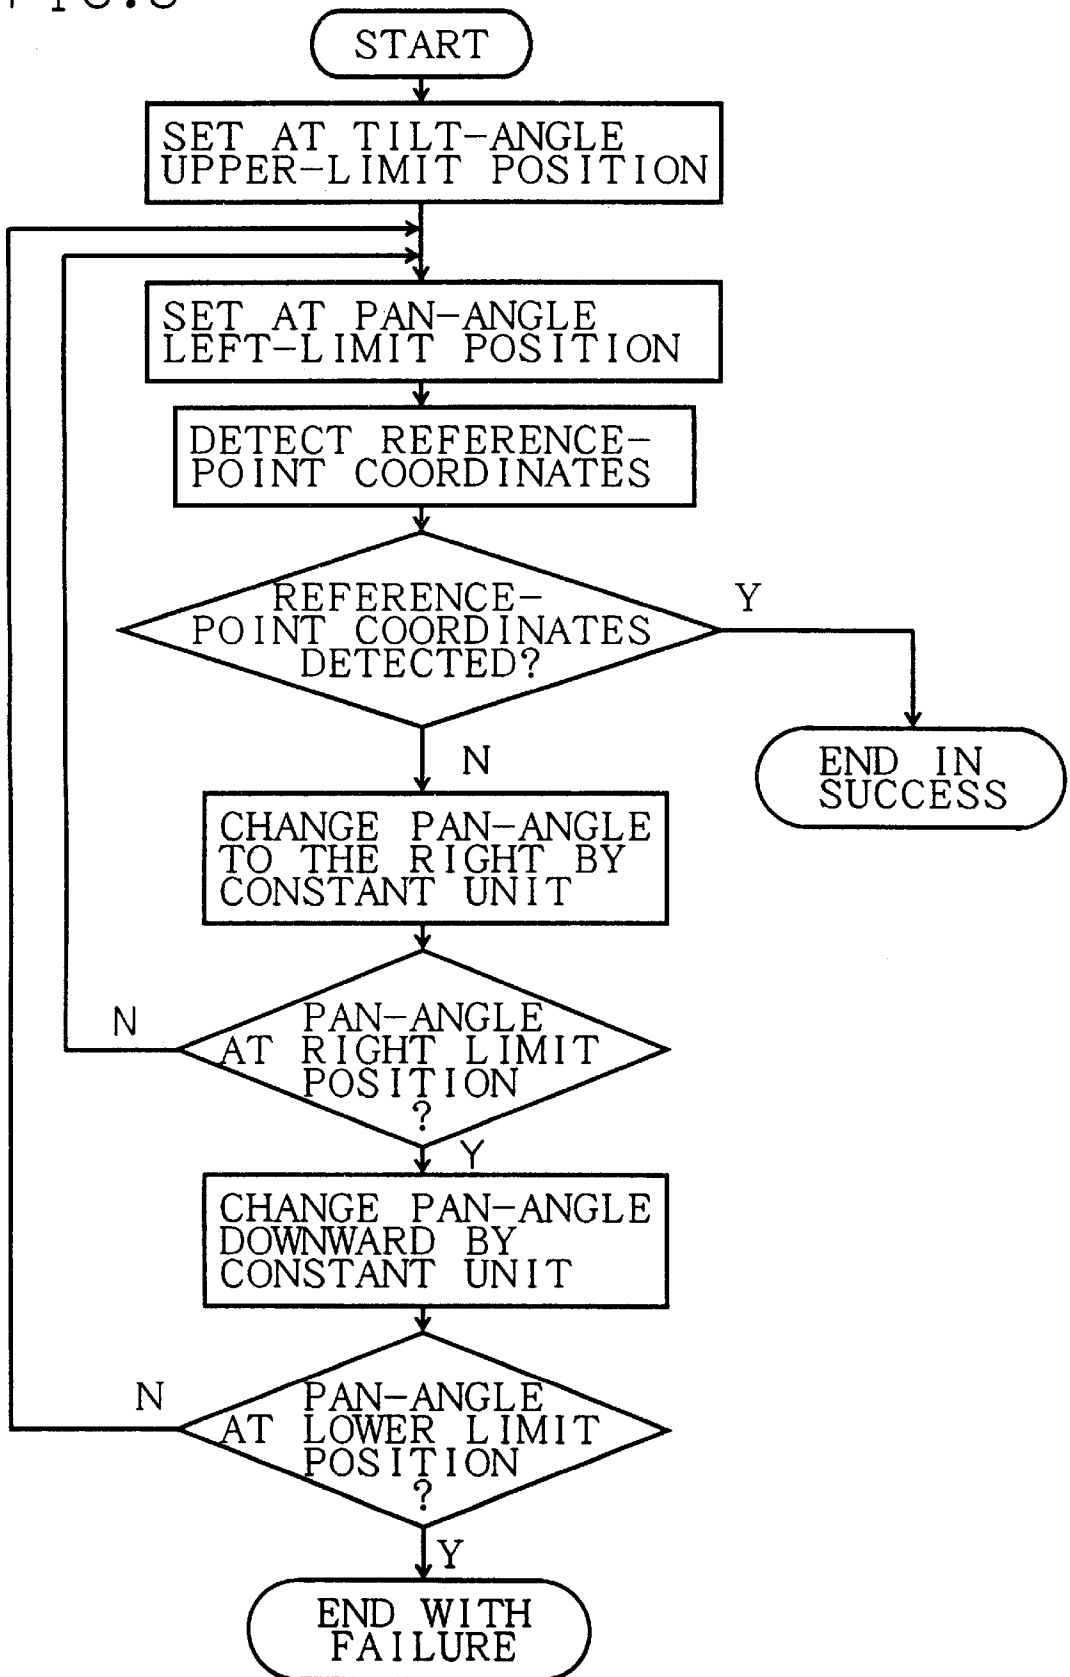 START
SET AT TILT-ANGLE
UPPER-LIMIT POSITION
SET AT PAN-ANGLE
LEFT-LIMIT POSITION
DETECT REFERENCE-
POINT COORDINATES
REFERENCE-
POINT COORDINATES
DETECTED?
Y
END IN
SUCCESS
N
CHANGE PAN-ANGLE
TO THE RIGHT BY
CONSTANT UNIT
N
PAN-ANGLE
AT RIGHT LIMIT
POSITION
?
Y
CHANGE PAN-ANGLE
DOWNWARD BY
CONSTANT UNIT
N
PAN-ANGLE
AT LOWER LIMIT
POSITION
?
Y
END WITH
FAILURE